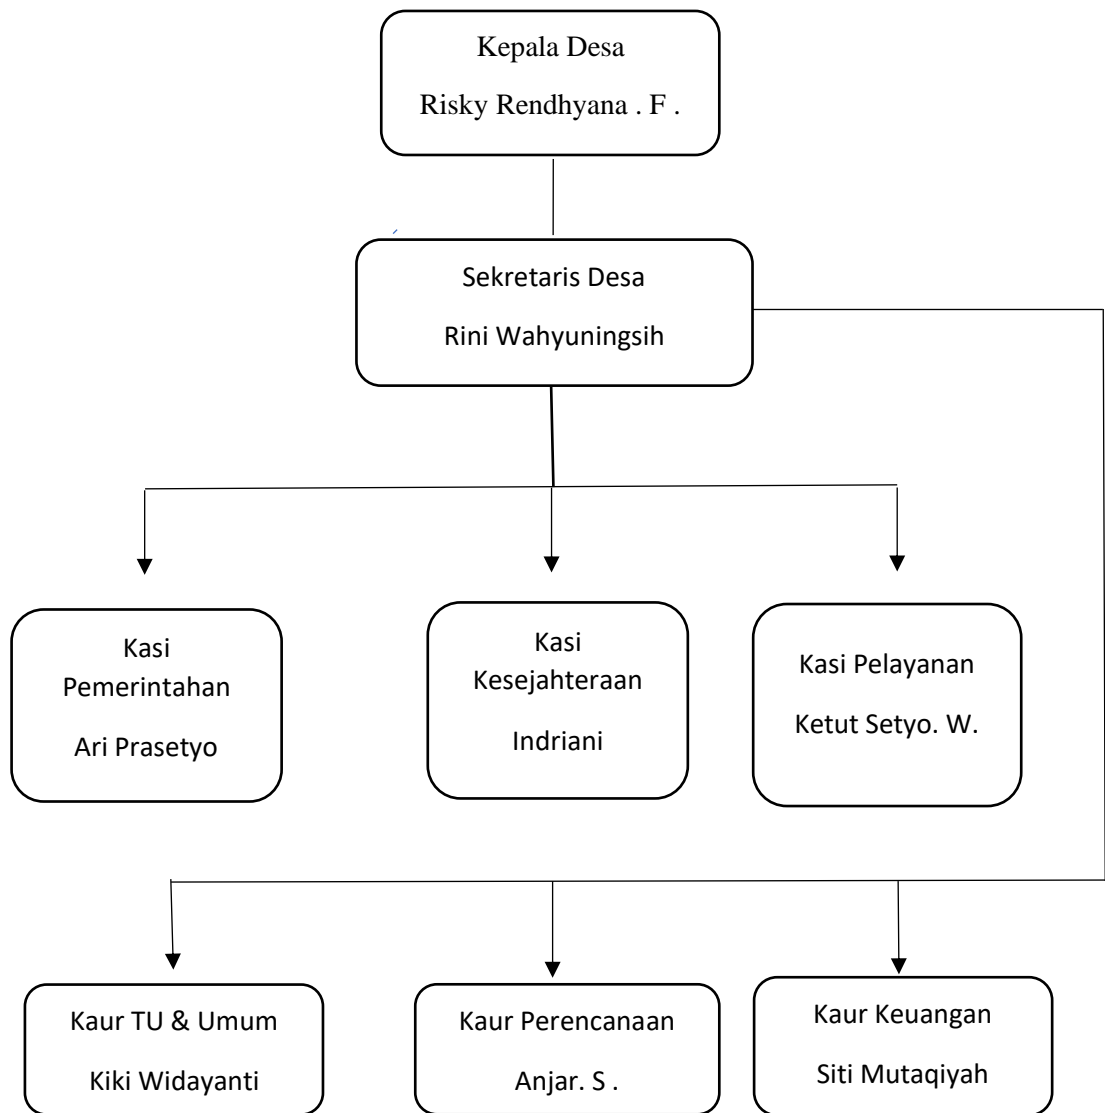 Kepala Desa
Risky Rendhyana . F .
Sekretaris Desa
Rini Wahyuningsih
Kasi
Pemerintahan
Ari Prasetyo
Kasi
Kesejahteraan
Indriani
Kasi Pelayanan
Ketut Setyo. W.
Kaur TU & Umum
Kiki Widayanti
Kaur Perencanaan
Anjar. S .
Kaur Keuangan
Siti Mutaqiyah